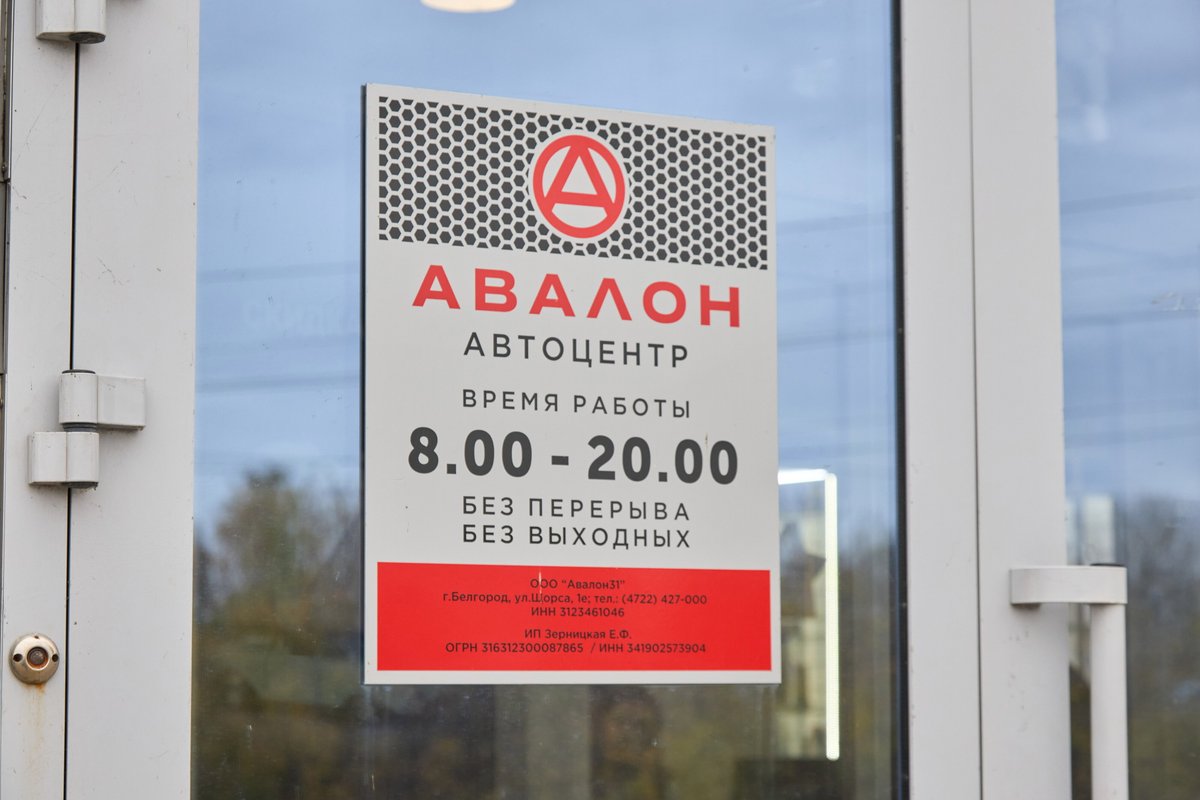 АВАЛОН
АВТОЦЕНТР
ВРЕМЯ РАБОТЫ
8.00 - 20.00
БЕЗ ПЕРЕРЫВА
БЕЗ ВЫХОДНЫХ
ООО "Авалон31"
г.Белгород, ул.Щорса, 1е; тел.: (4722) 427-000
ИНН 3123461046
ИП Зерницкая Е.Ф.
ОГРН 316312300087865 / ИНН 341902573904